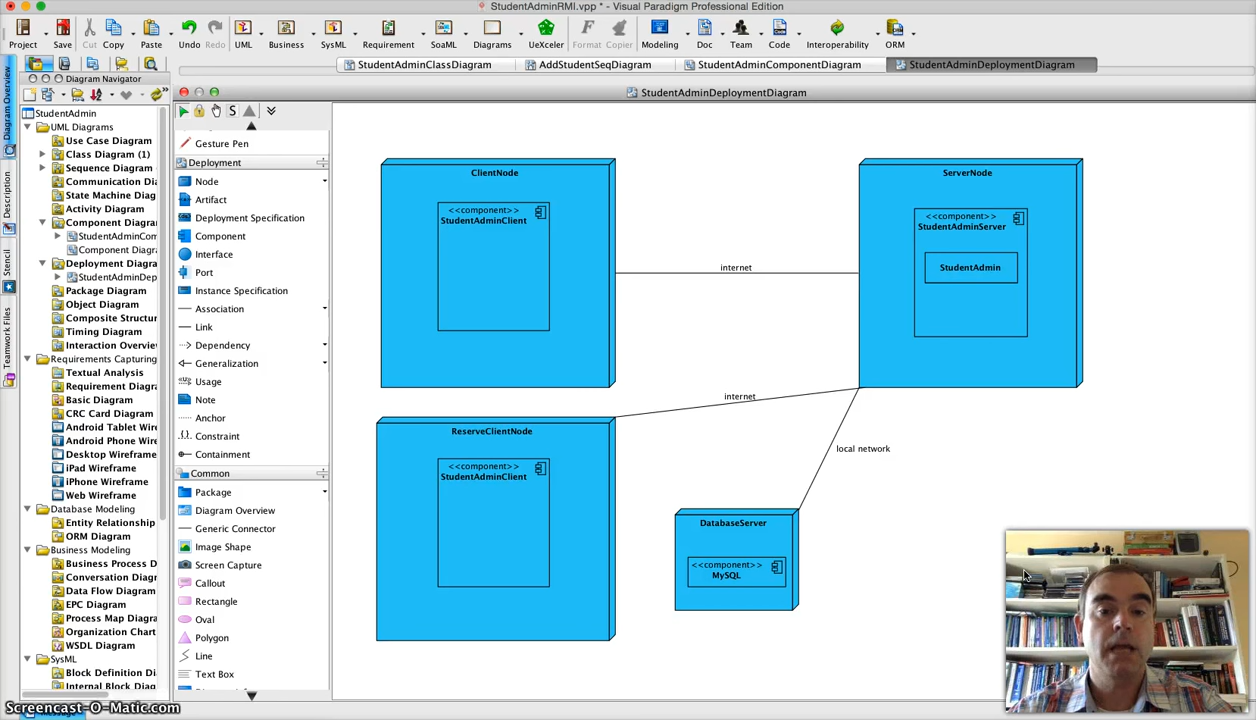 StudentAdminRMI.vpp * - Visual Paradigm Professional Edition
Project Save Cut Copy Paste Undo Redo UML Business SysML Requirement SoaML Diagrams UeXceler Format Copier Modeling Doc Team Code Interoperability ORM
StudentAdminClassDiagram AddStudentSeqDiagram StudentAdminComponentDiagram StudentAdminDeploymentDiagram
Diagram Overview
Description
Stencil
Teamwork Files
Diagram Navigator
StudentAdmin
UML Diagrams
Use Case Diagram
Class Diagram (1)
Sequence Diagram
Communication Dia
State Machine Diag
Activity Diagram
Component Diagra
StudentAdminCom
Component Diagra
Deployment Diagra
StudentAdminDep
Package Diagram
Object Diagram
Composite Structur
Timing Diagram
Interaction Overvie
Requirements Capturing
Textual Analysis
Requirement Diagra
Basic Diagram
CRC Card Diagram
Android Tablet Wire
Android Phone Wire
Desktop Wireframe
iPad Wireframe
iPhone Wireframe
Web Wireframe
Database Modeling
Entity Relationship
ORM Diagram
Business Modeling
Business Process D
Conversation Diag
Data Flow Diagram
EPC Diagram
Process Map Diagra
Organization Chart
WSDL Diagram
SysML
Block Definition Di
Internal Block Diag
StudentAdminDeploymentDiagram
S
Gesture Pen
Deployment
Node
Artifact
Deployment Specification
Component
Interface
Port
Instance Specification
Association
Link
Dependency
Generalization
Usage
Note
Anchor
Constraint
Containment
Common
Package
Diagram Overview
Generic Connector
Image Shape
Screen Capture
Callout
Rectangle
Oval
Polygon
Line
Text Box
ClientNode
<<component>>
StudentAdminClient
internet
ServerNode
<<component>>
StudentAdminServer
StudentAdmin
internet
ReserveClientNode
<<component>>
StudentAdminClient
local network
DatabaseServer
<<component>>
MySQL
Screencast-O-Matic.com